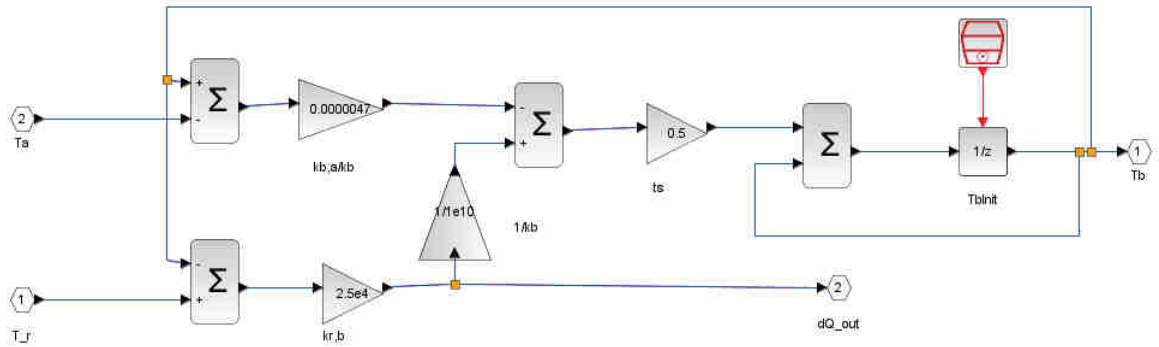 +
-
Σ
2
Ta
0.0000047
kb,a/kb
-
+
Σ
0.5
ts
Σ
1/z
TbInit
1
Tb
1/1e10
1/kb
-
+
Σ
1
T_r
2.5e4
kr,b
2
dQ_out